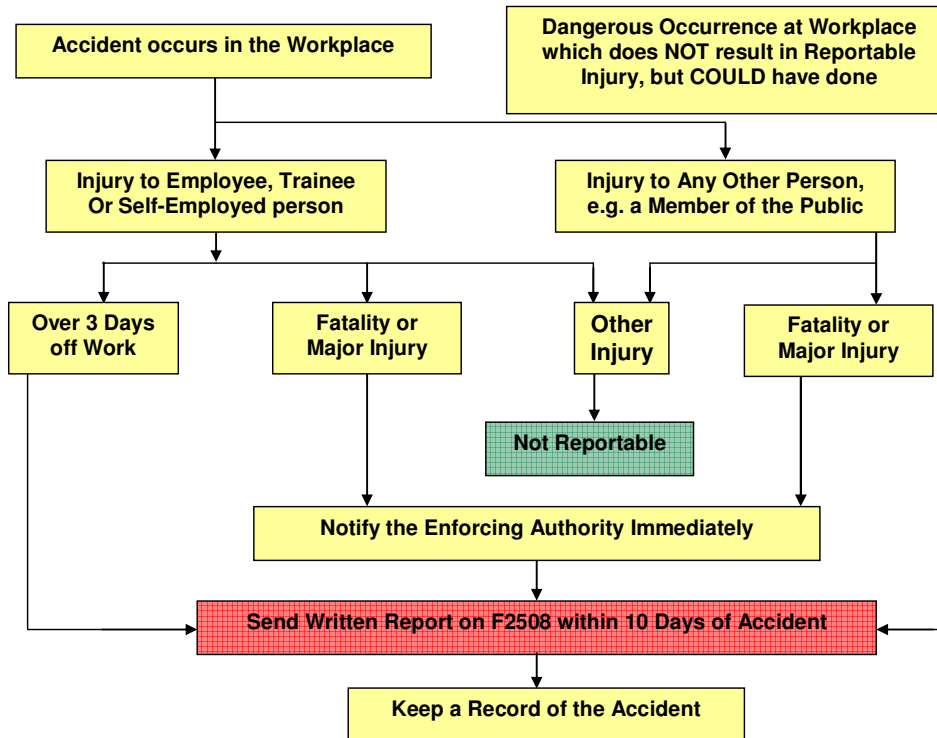 Accident occurs in the Workplace
Dangerous Occurrence at Workplace
which does NOT result in Reportable
Injury, but COULD have done
Injury to Employee, Trainee
Or Self-Employed person
Injury to Any Other Person,
e.g. a Member of the Public
Over 3 Days
off Work
Fatality or
Major Injury
Other
Injury
Fatality or
Major Injury
Not Reportable
Notify the Enforcing Authority Immediately
Send Written Report on F2508 within 10 Days of Accident
Keep a Record of the Accident